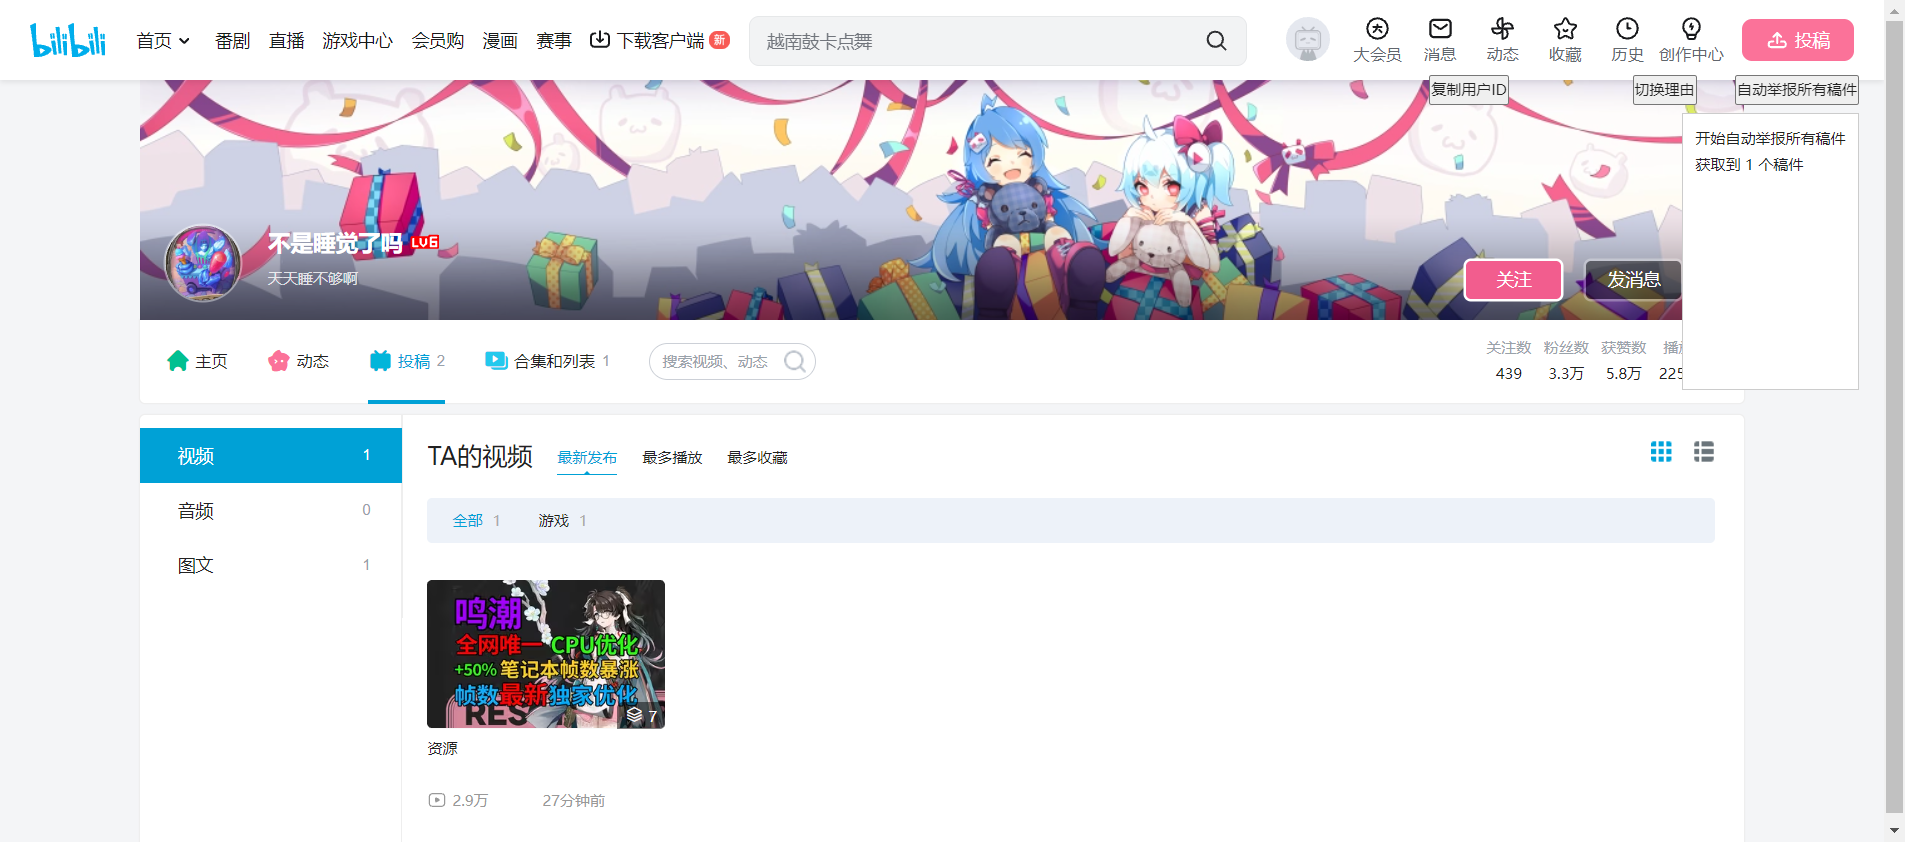 bilibili
首页
番剧
直播
游戏中心
会员购
漫画
赛事
下载客户端
新
越南鼓卡点舞
大会员
消息
动态
收藏
历史
创作中心
投稿
复制用户ID
切换理由
自动举报所有稿件
开始自动举报所有稿件
获取到 1 个稿件
不是睡觉了吗 LV6
天天睡不够啊
关注
发消息
主页
动态
投稿 2
合集和列表 1
搜索视频、动态
关注数 粉丝数 获赞数
439 3.3万 5.8万
视频 1
音频 0
图文 1
TA的视频
最新发布
最多播放
最多收藏
全部 1
游戏 1
鸣潮
全网唯一 CPU优化
+50% 笔记本帧数暴涨
帧数最新独家优化
RES
7
资源
2.9万
27分钟前